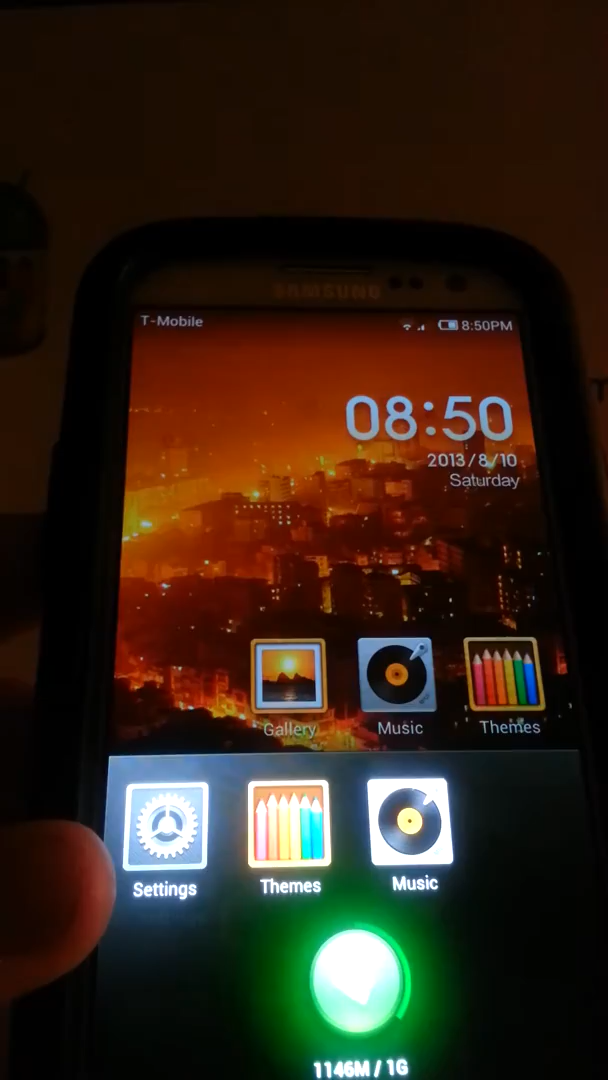 SAMSUNG
T-Mobile 8:50PM
08:50
2013/8/10
Saturday
Gallery Music Themes
Settings Themes Music
1146M / 1G